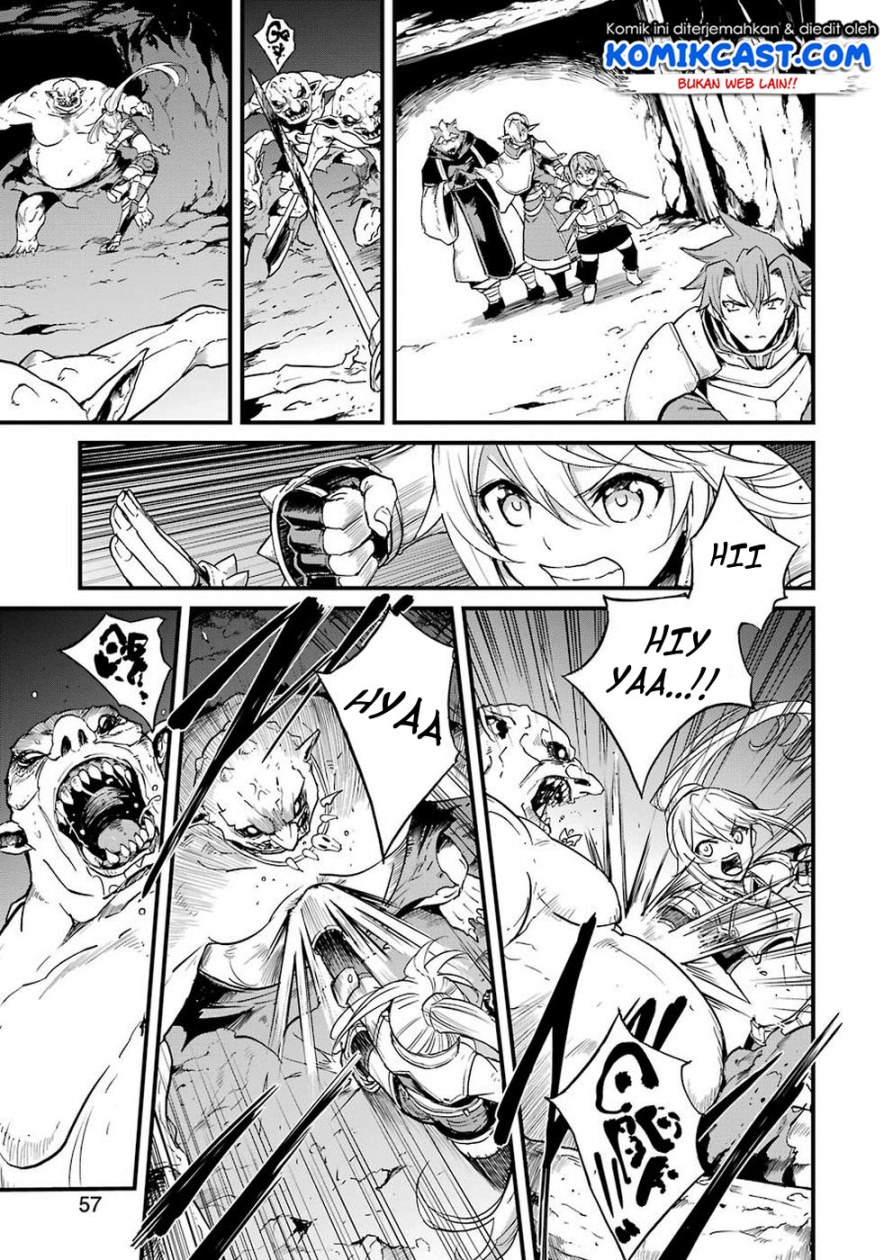 Komik ini diterjemahkan & diedit oleh
KOMIKCAST.COM
BUKAN WEB LAIN!!
HII
HIY
YAA...!!
HYAA
57